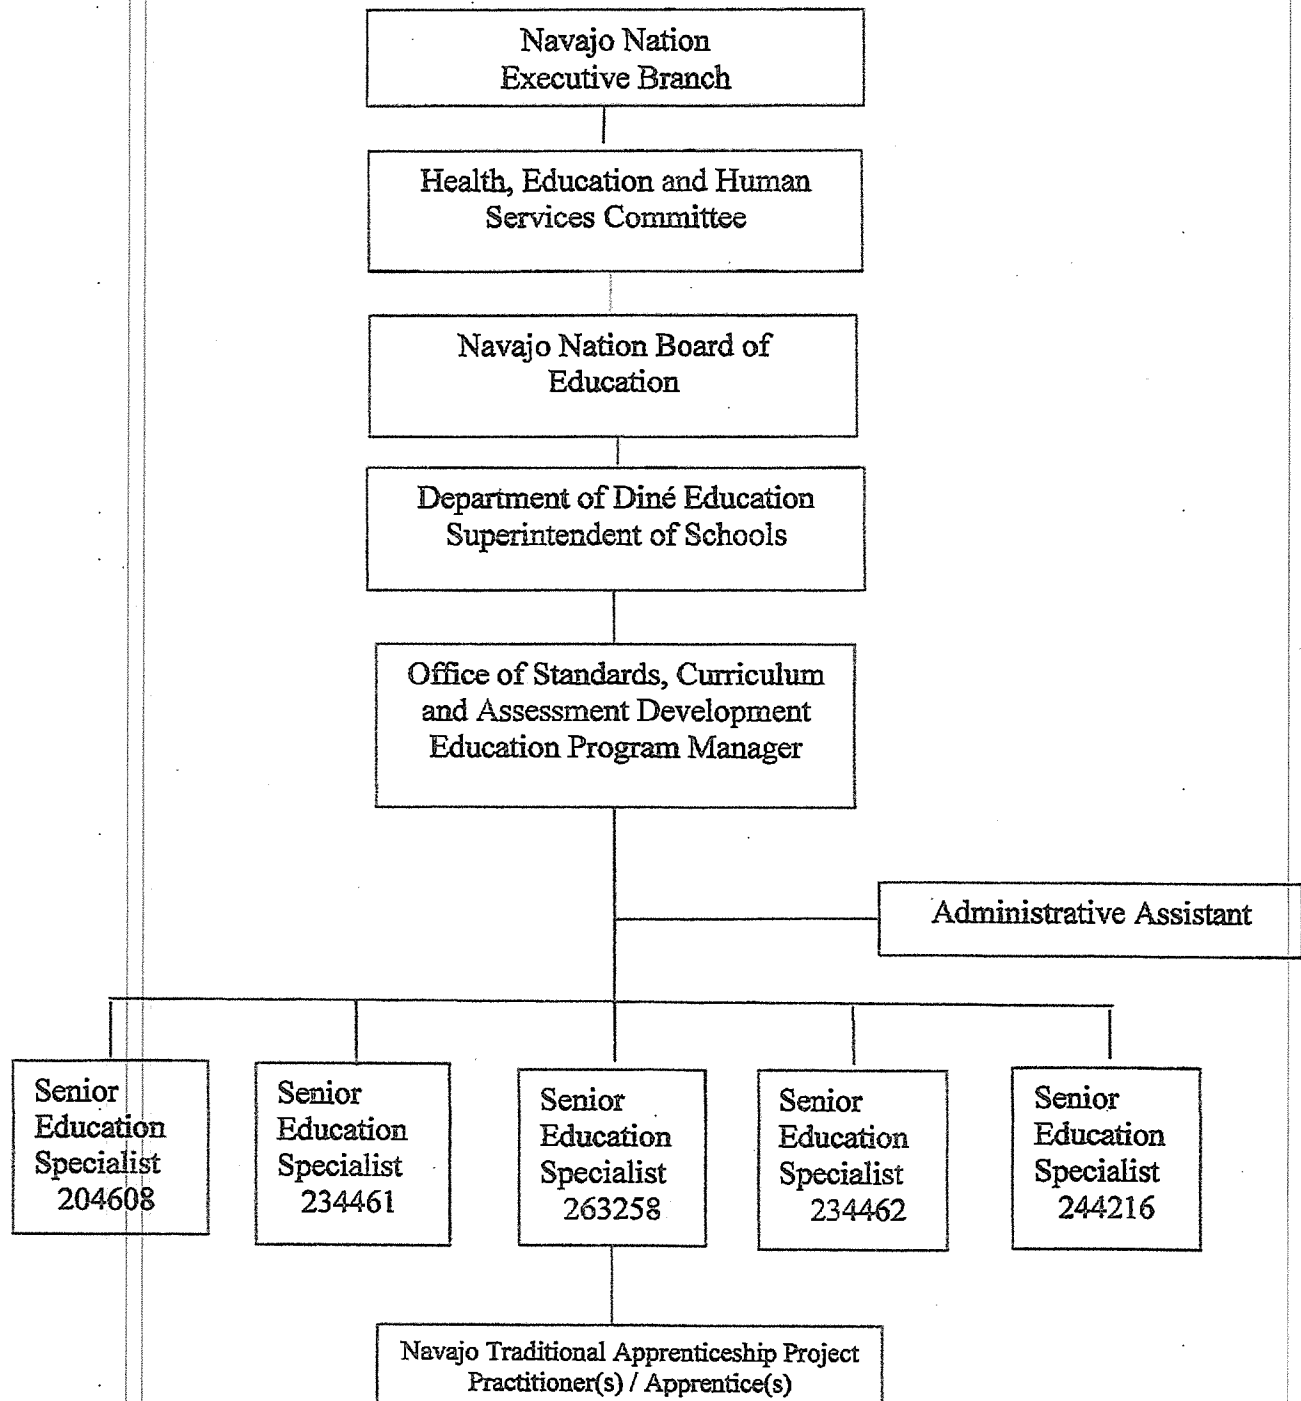 Navajo Nation
Executive Branch
Health, Education and Human
Services Committee
Navajo Nation Board of
Education
Department of Diné Education
Superintendent of Schools
Office of Standards, Curriculum
and Assessment Development
Education Program Manager
Administrative Assistant
Senior
Education
Specialist
204608
Senior
Education
Specialist
234461
Senior
Education
Specialist
263258
Senior
Education
Specialist
234462
Senior
Education
Specialist
244216
Navajo Traditional Apprenticeship Project
Practitioner(s) / Apprentice(s)